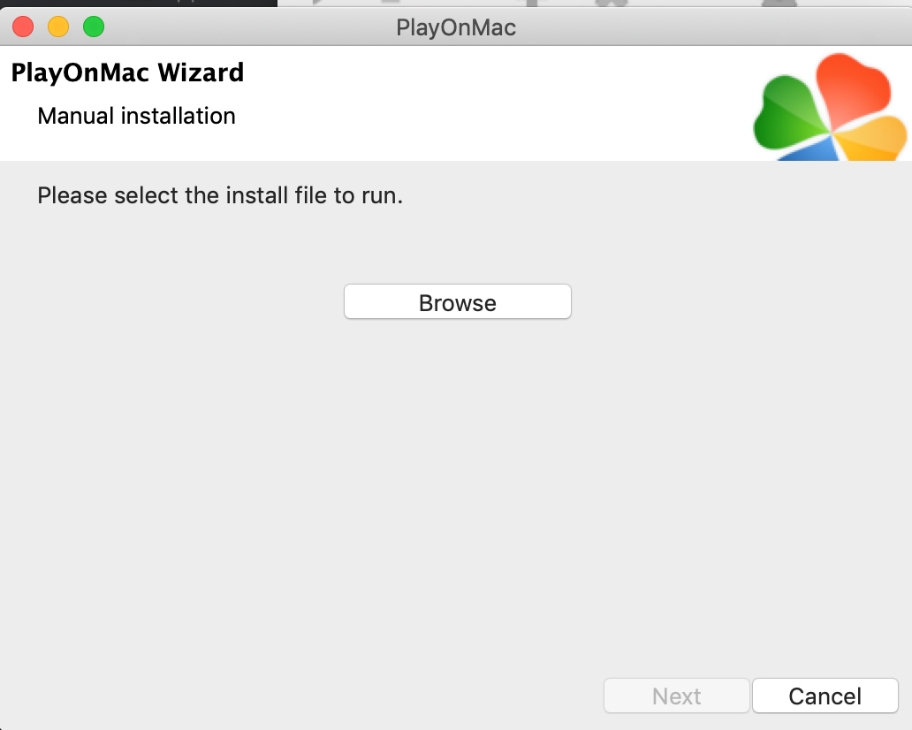 PlayOnMac
PlayOnMac Wizard
Manual installation
Please select the install file to run.
Browse
Next
Cancel